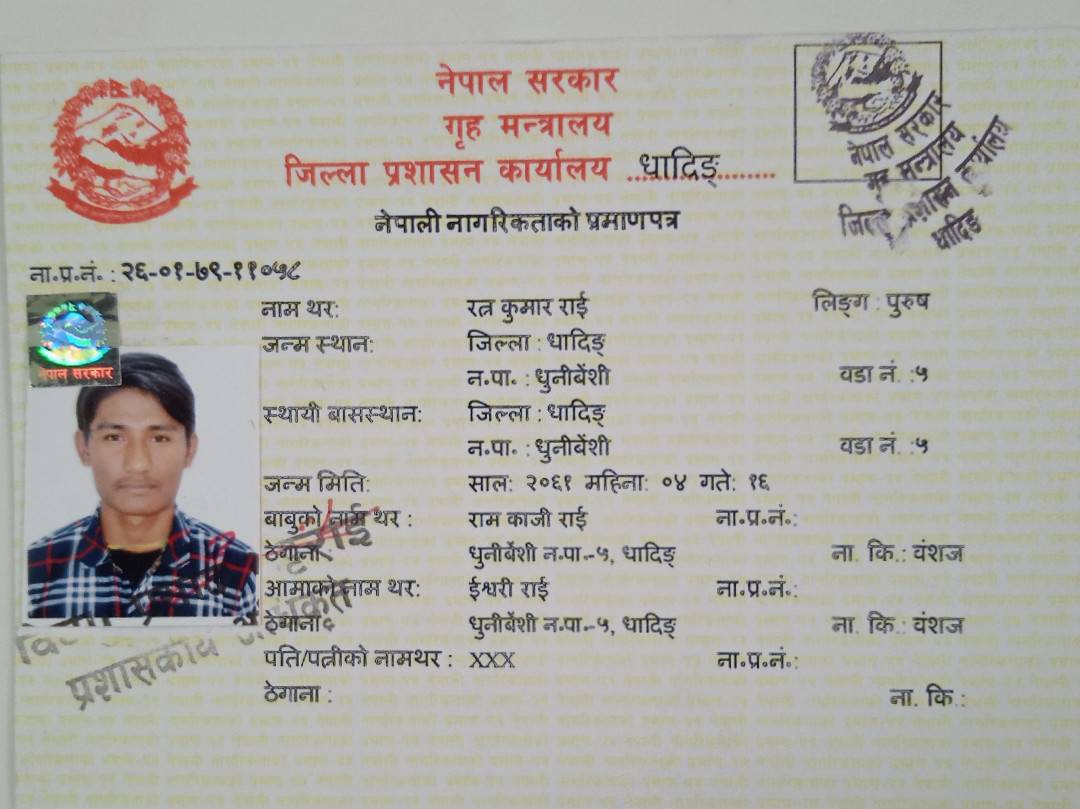 नेपाल सरकार
गृह मन्त्रालय
जिल्ला प्रशासन कार्यालय ...धादिङ.........
नेपाल सरकार
गृह मन्त्रालय
जिल्ला प्रशासन कार्यालय
धादिङ
नेपाली नागरिकताको प्रमाणपत्र
ना॰प्र॰नं॰ : २६-०१-७९-११०५८
नेपाल सरकार
नाम थर: रत्न कुमार राई लिङ्ग : पुरुष
जन्म स्थान: जिल्ला : धादिङ
न॰पा॰ : धुनीबेंशी वडा नं. :५
स्थायी बासस्थान: जिल्ला : धादिङ
न॰पा॰ : धुनीबेंशी वडा नं. :५
जन्म मिति: साल: २०६१ महिना: ०४ गते: १६
बाबुको नाम थर : राम काजी राई ना॰प्र॰नं॰:
ठेगाना: धुनीबेंशी न॰पा॰-५, धादिङ ना. कि.: वंशज
आमाको नाम थर: ईश्वरी राई ना॰प्र॰नं॰:
ठेगाना: धुनीबेंशी न॰पा॰-५, धादिङ ना. कि.: वंशज
पति/पत्नीको नामथर : XXX ना॰प्र॰नं॰:
ठेगाना : ना. कि.:
प्रशासकीय अधिकृत